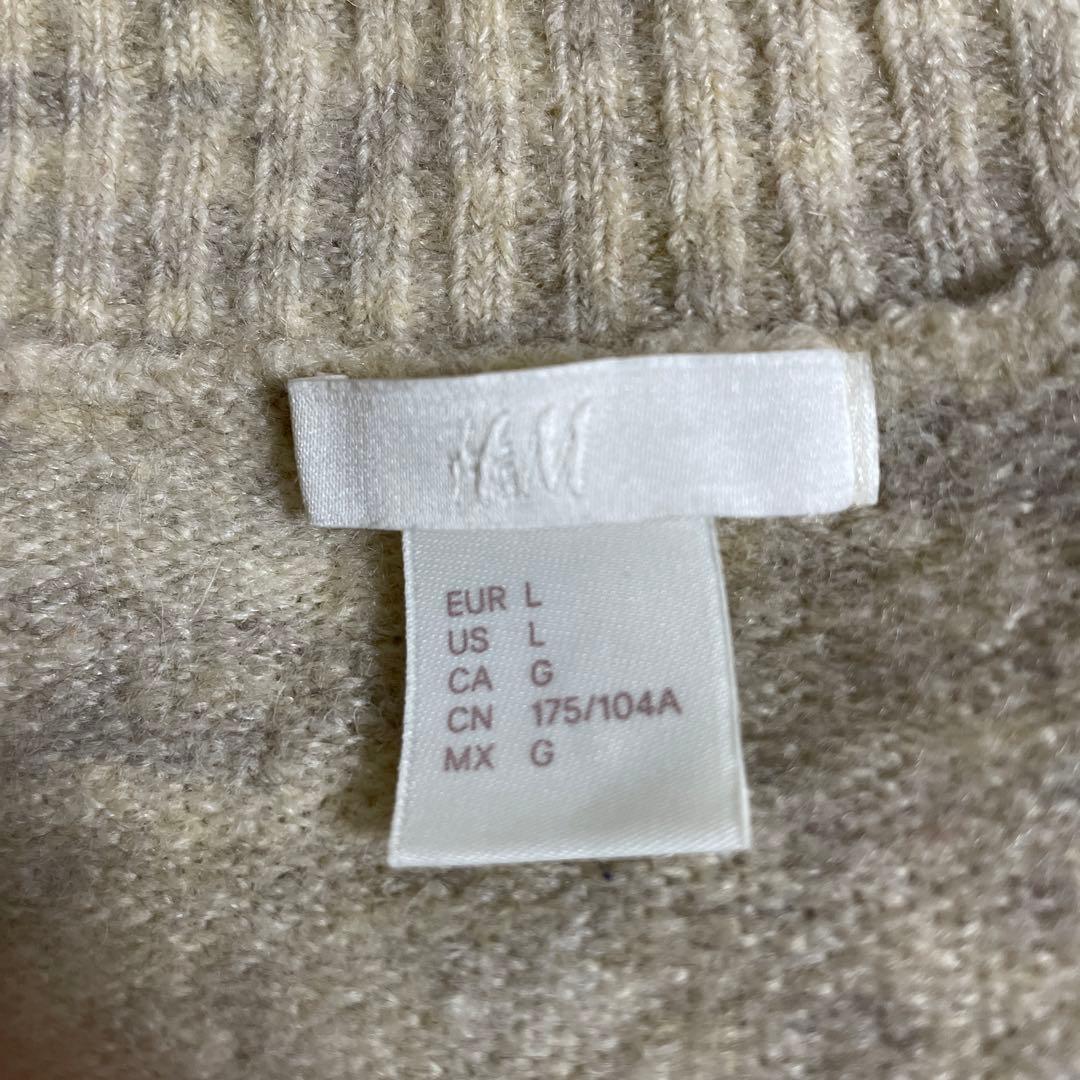 H&M
EUR L
US L
CA G
CN 175/104A
MX G